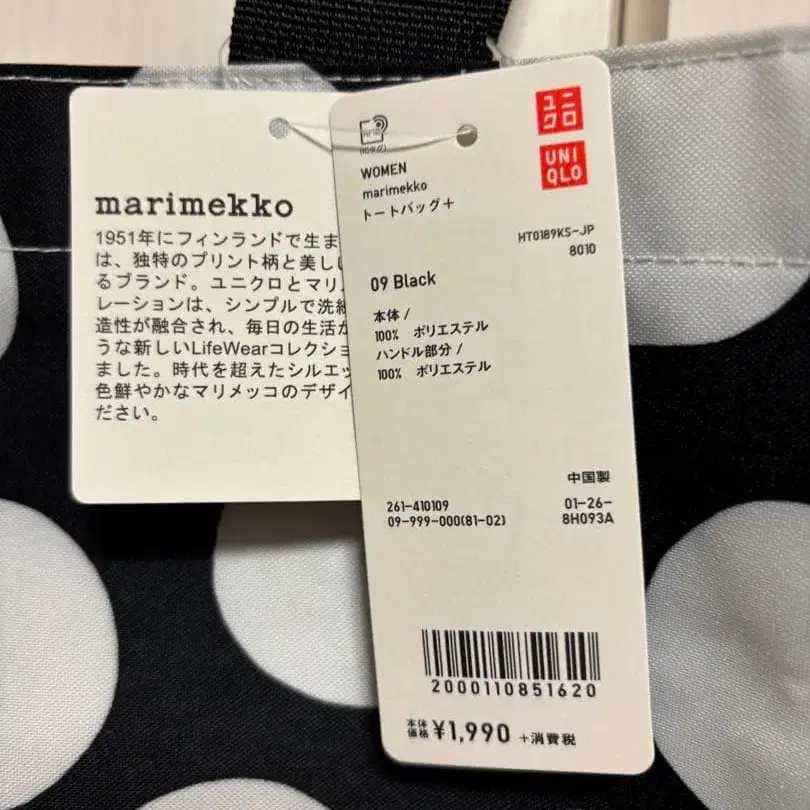 marimekko
1951年にフィンランドで生ま
は、独特のプリント柄と美しい
るブランド。ユニクロとマリメ
レーションは、シンプルで洗練
造性が融合され、毎日の生活が
うな新しいLifeWearコレクショ
ました。時代を超えたシルエッ
色鮮やかなマリメッコのデザイ
ださい。
ユニ
クロ
UNI
QLO
WOMEN
marimekko
トートバッグ+
HT0189KS-JP
8010
09 Black
本体 /
100% ポリエステル
ハンドル部分 /
100% ポリエステル
中国製
261-410109
09-999-000(81-02)
01-26-
8H093A
2000110851620
本体価格 ¥1,990 +消費税